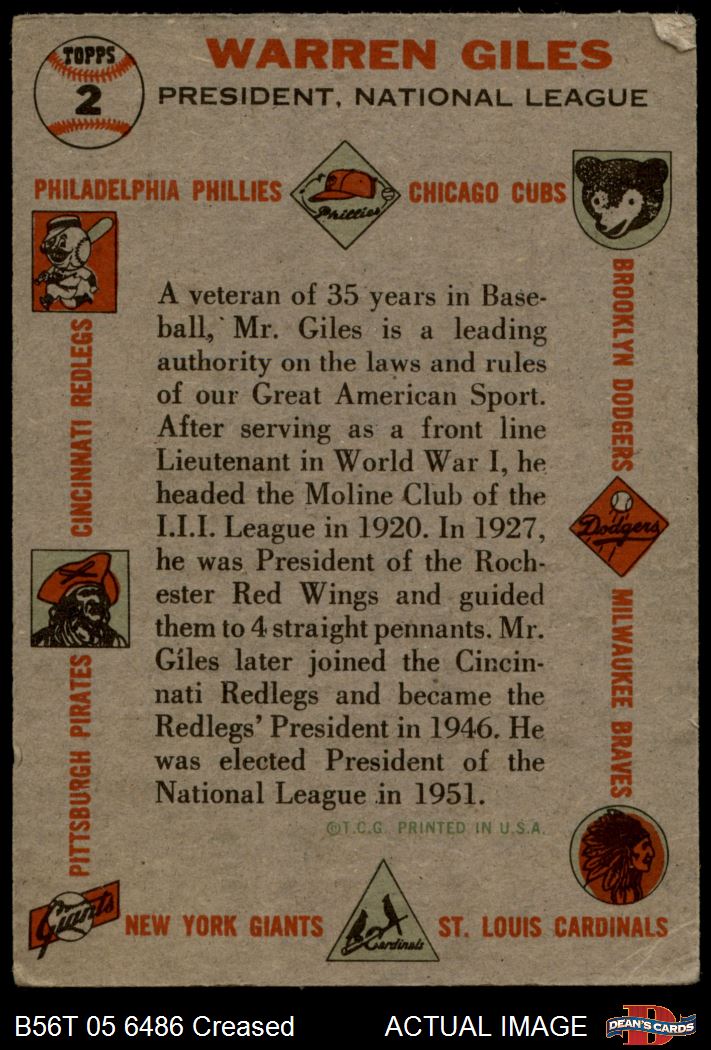 TOPPS
2
WARREN GILES
PRESIDENT, NATIONAL LEAGUE
PHILADELPHIA PHILLIES
Phillies
CHICAGO CUBS
CINCINNATI REDLEGS
BROOKLYN DODGERS
A veteran of 35 years in Base-
ball, Mr. Giles is a leading
authority on the laws and rules
of our Great American Sport.
After serving as a front line
Lieutenant in World War I, he
headed the Moline Club of the
I.I.I. League in 1920. In 1927,
he was President of the Roch-
ester Red Wings and guided
them to 4 straight pennants. Mr.
Giles later joined the Cincin-
nati Redlegs and became the
Redlegs' President in 1946. He
was elected President of the
National League in 1951.
©T.C.G. PRINTED IN U.S.A.
Dodgers
PITTSBURGH PIRATES
MILWAUKEE BRAVES
Giants
NEW YORK GIANTS
Cardinals
ST. LOUIS CARDINALS
B56T 05 6486 Creased
ACTUAL IMAGE
D
DEAN'S CARDS